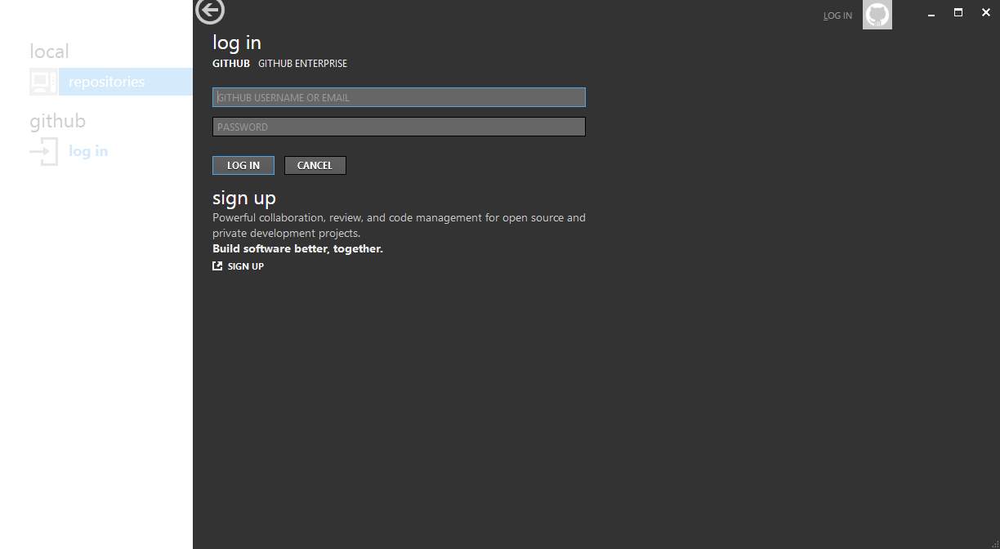 local
repositories
github
log in
LOG IN
log in
GITHUB GITHUB ENTERPRISE
GITHUB USERNAME OR EMAIL
PASSWORD
LOG IN CANCEL
sign up
Powerful collaboration, review, and code management for open source and
private development projects.
Build software better, together.
SIGN UP